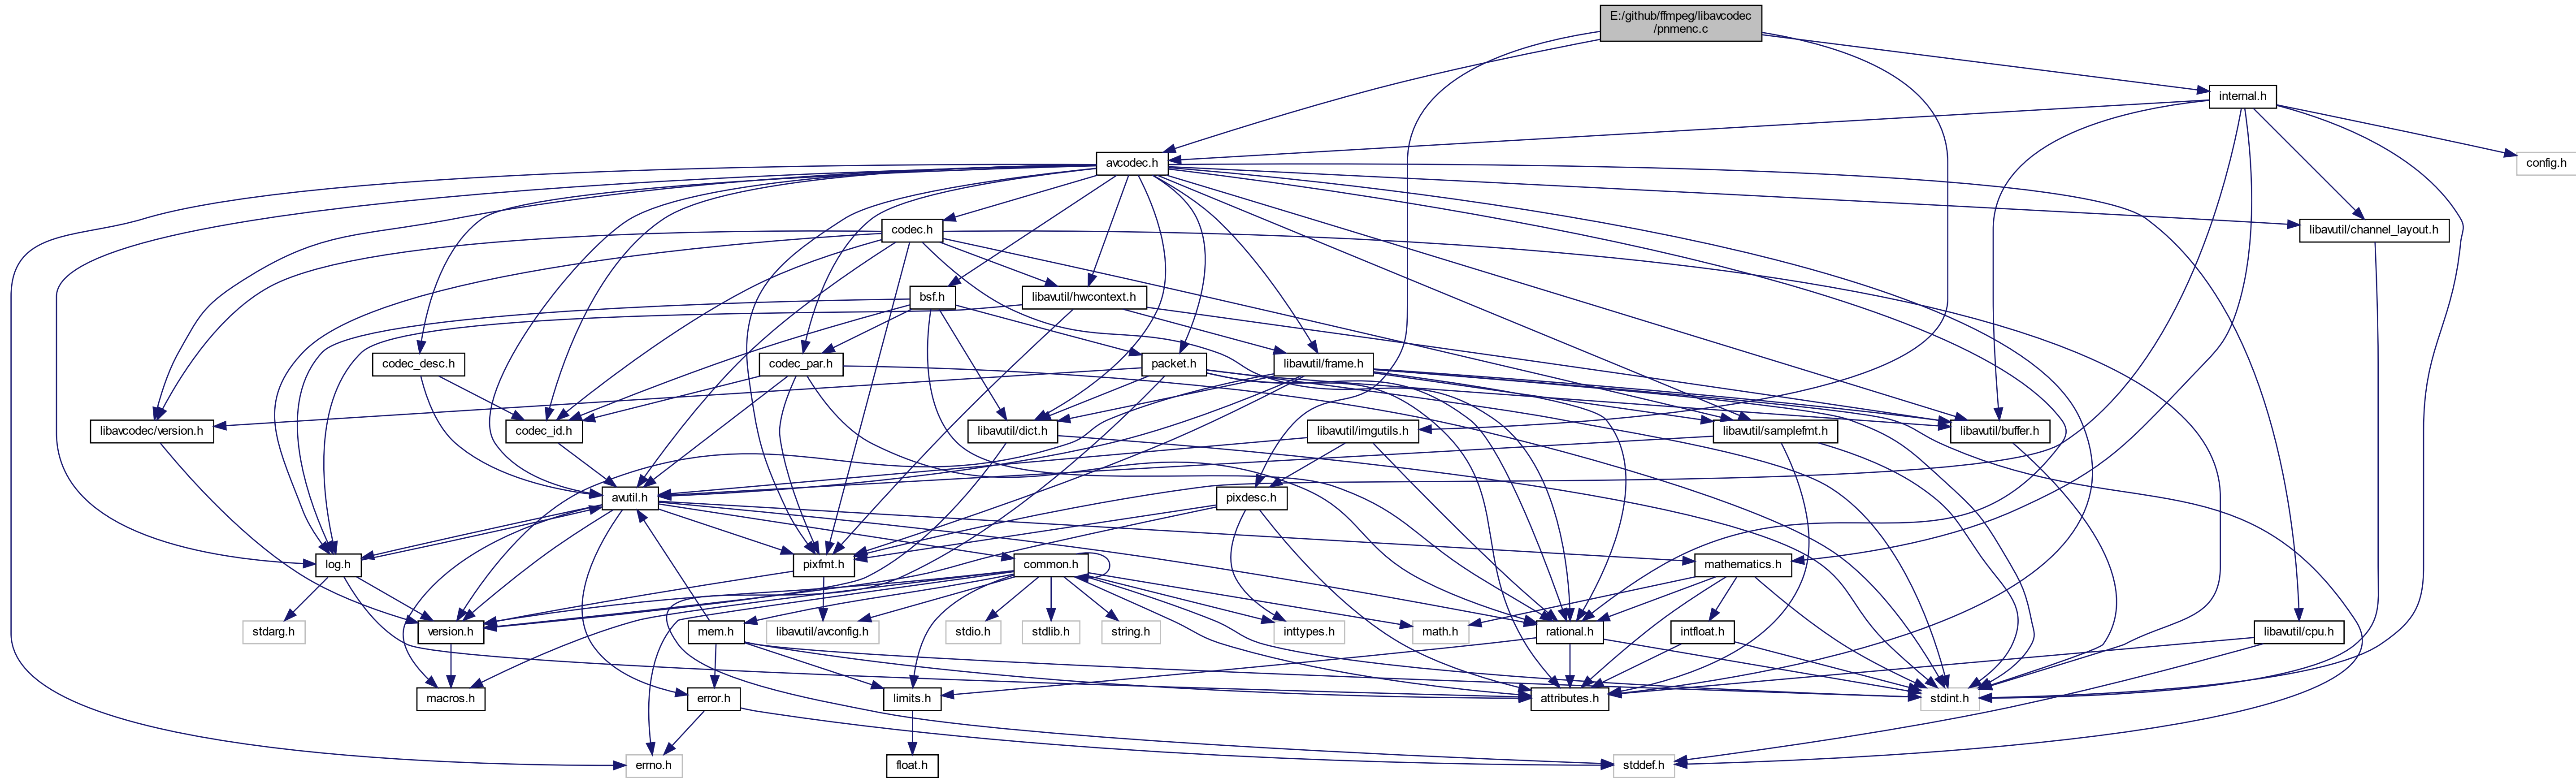 E:/github/ffmpeg/libavcodec
/pnmenc.c
internal.h
avcodec.h
config.h
codec.h
libavutil/channel_layout.h
bsf.h
libavutil/hwcontext.h
codec_desc.h
codec_par.h
packet.h
libavutil/frame.h
libavcodec/version.h
codec_id.h
libavutil/dict.h
libavutil/imgutils.h
libavutil/samplefmt.h
libavutil/buffer.h
avutil.h
pixdesc.h
log.h
pixfmt.h
common.h
mathematics.h
stdarg.h
version.h
mem.h
libavutil/avconfig.h
stdio.h
stdlib.h
string.h
inttypes.h
math.h
rational.h
intfloat.h
libavutil/cpu.h
macros.h
error.h
limits.h
attributes.h
stdint.h
errno.h
float.h
stddef.h